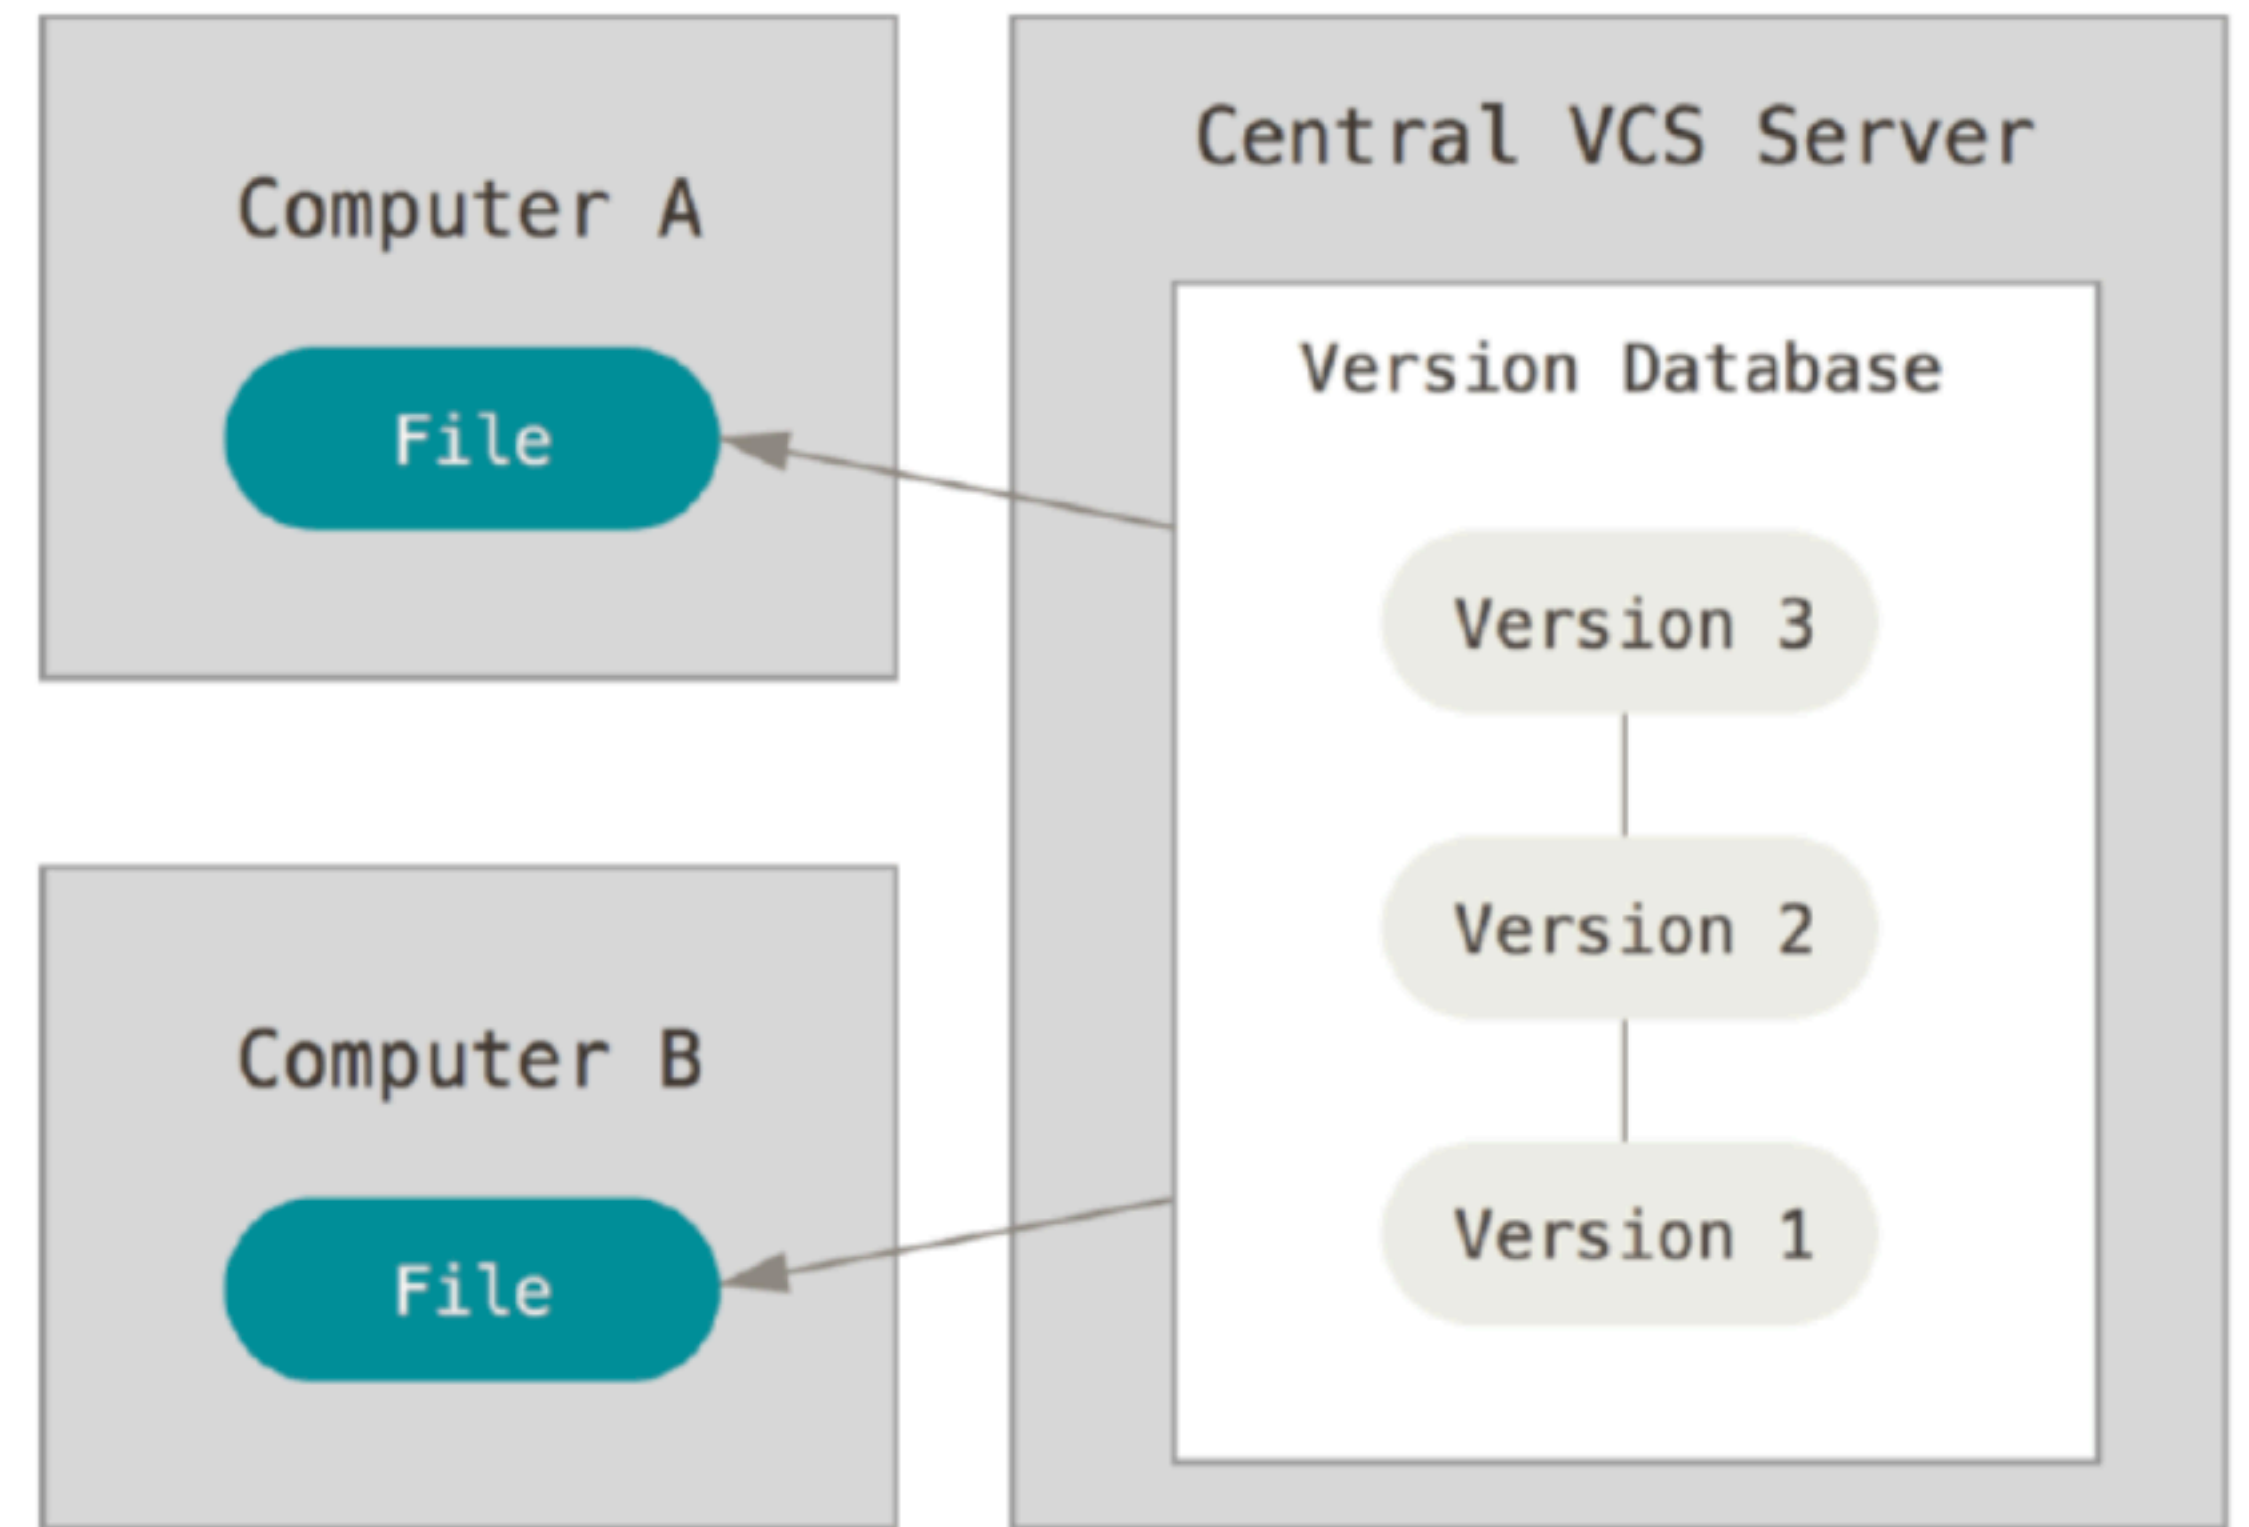 Computer A
File
Computer B
File
Central VCS Server
Version Database
Version 3
Version 2
Version 1